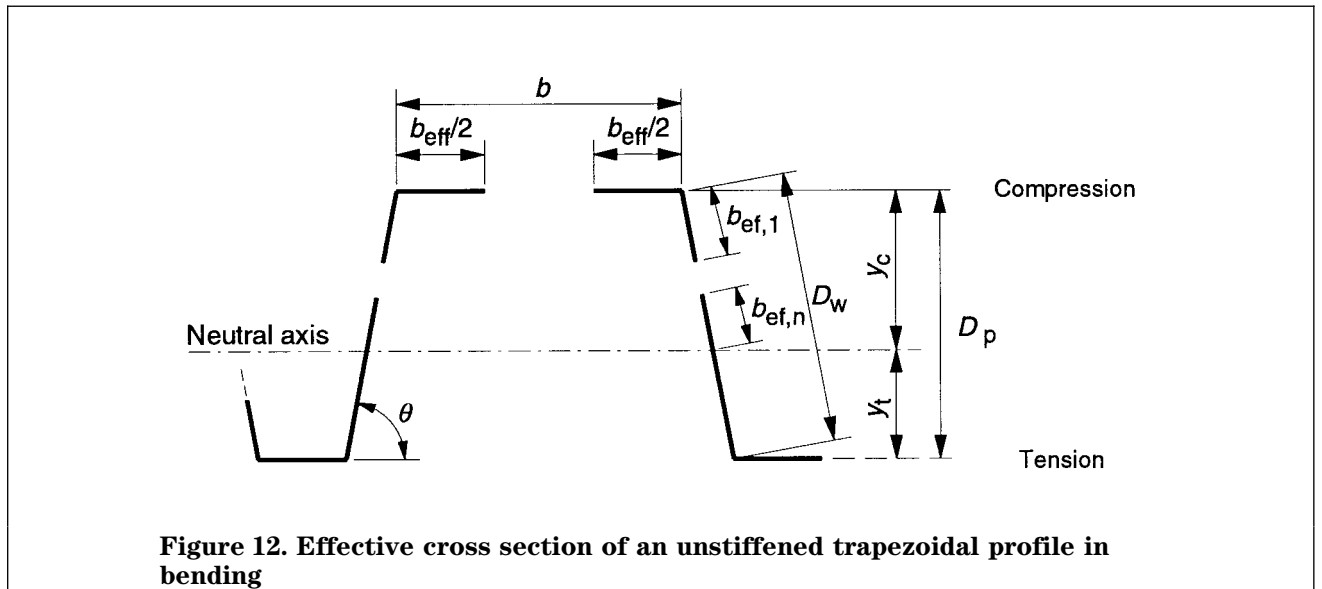 b
b_eff/2 b_eff/2
Compression
b_ef,1
y_c
D_w
b_ef,n
D_p
Neutral axis
y_t
θ
Tension
Figure 12. Effective cross section of an unstiffened trapezoidal profile in
bending